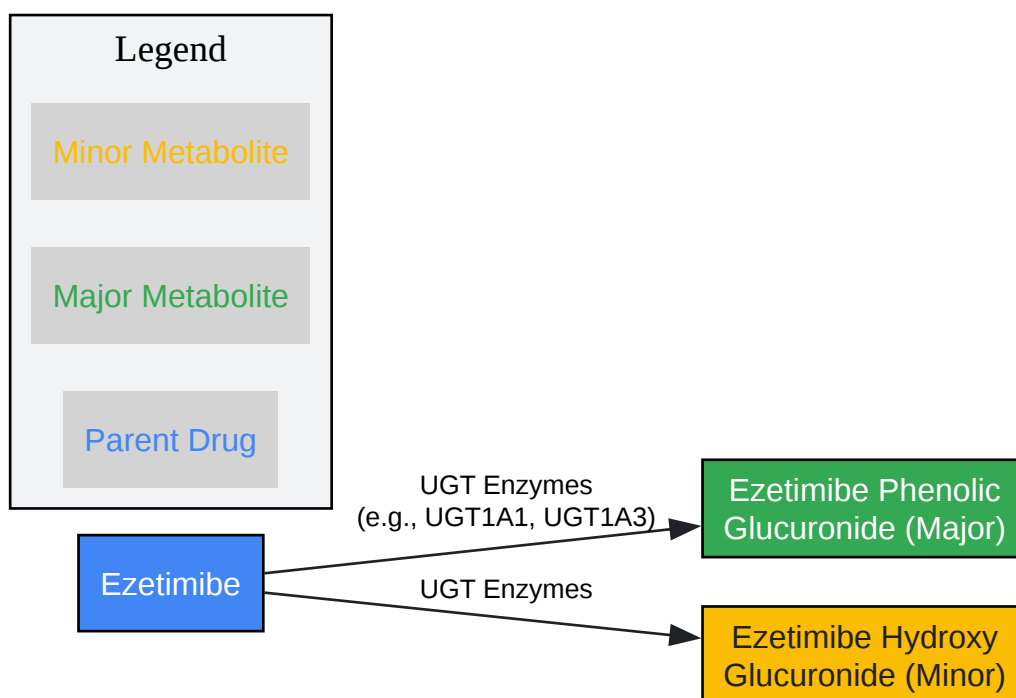 Legend
Minor Metabolite
Major Metabolite
Parent Drug
UGT Enzymes
(e.g., UGT1A1, UGT1A3)
Ezetimibe Phenolic
Glucuronide (Major)
Ezetimibe
UGT Enzymes
Ezetimibe Hydroxy
Glucuronide (Minor)